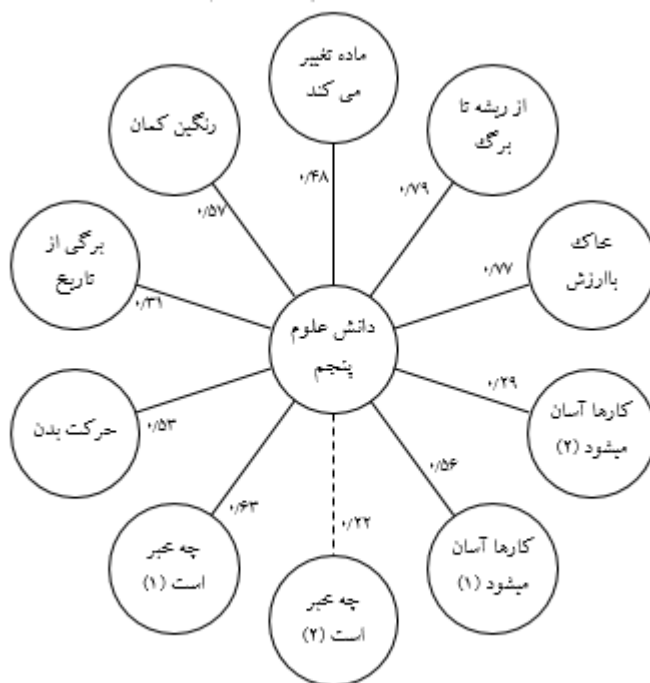 ماده تغییر
می کند
۰/۴۸
از ریشه تا
برگ
۰/۷۹
خاک
باارزش
۰/۷۷
کارها آسان
میشود (۲)
۰/۲۹
کارها آسان
میشود (۱)
۰/۵۶
چه خبر
است (۲)
۰/۲۲
چه خبر
است (۱)
۰/۶۳
حرکت بدن
۰/۵۳
برگی از
تاریخ
۰/۳۱
رنگین کمان
۰/۵۷
دانش علوم
پنجم